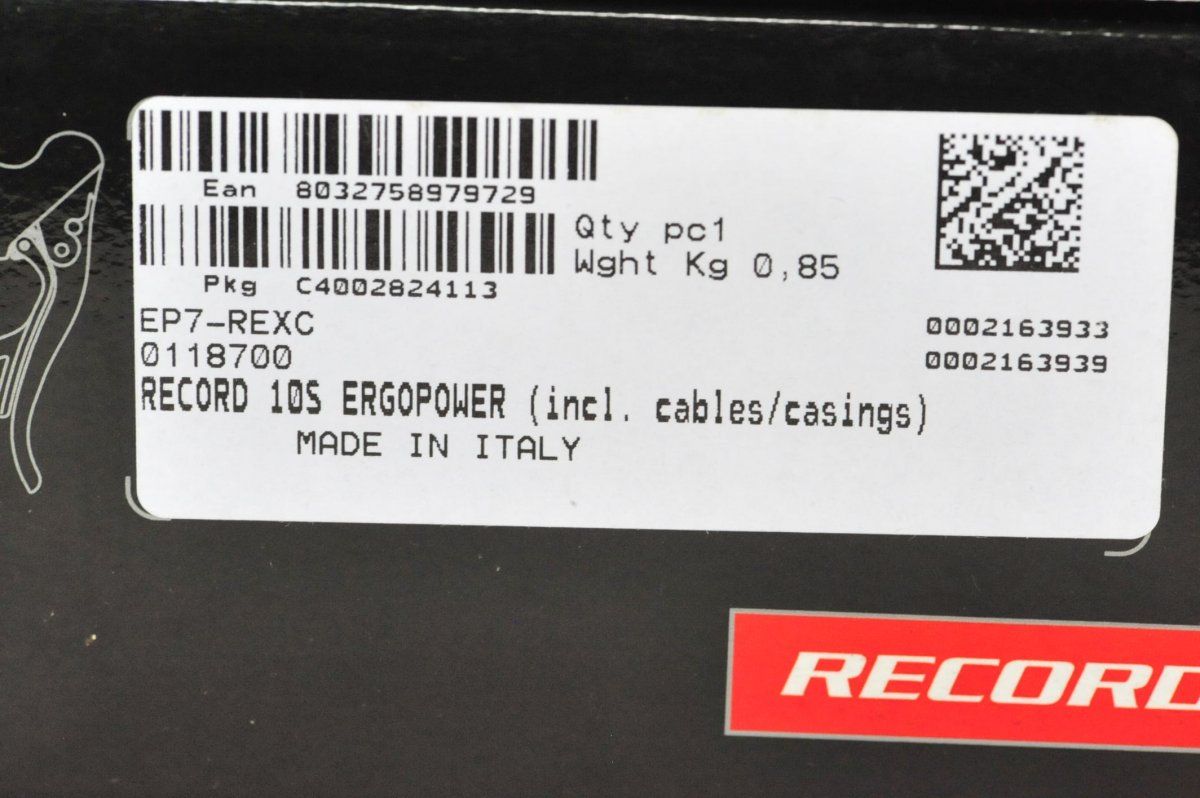 Ean 8032758979729
Qty pc1
Wght Kg 0,85
Pkg C4002824113
EP7-REXC
0002163933
0118700
0002163939
RECORD 10S ERGOPOWER (incl. cables/casings)
MADE IN ITALY
RECORD